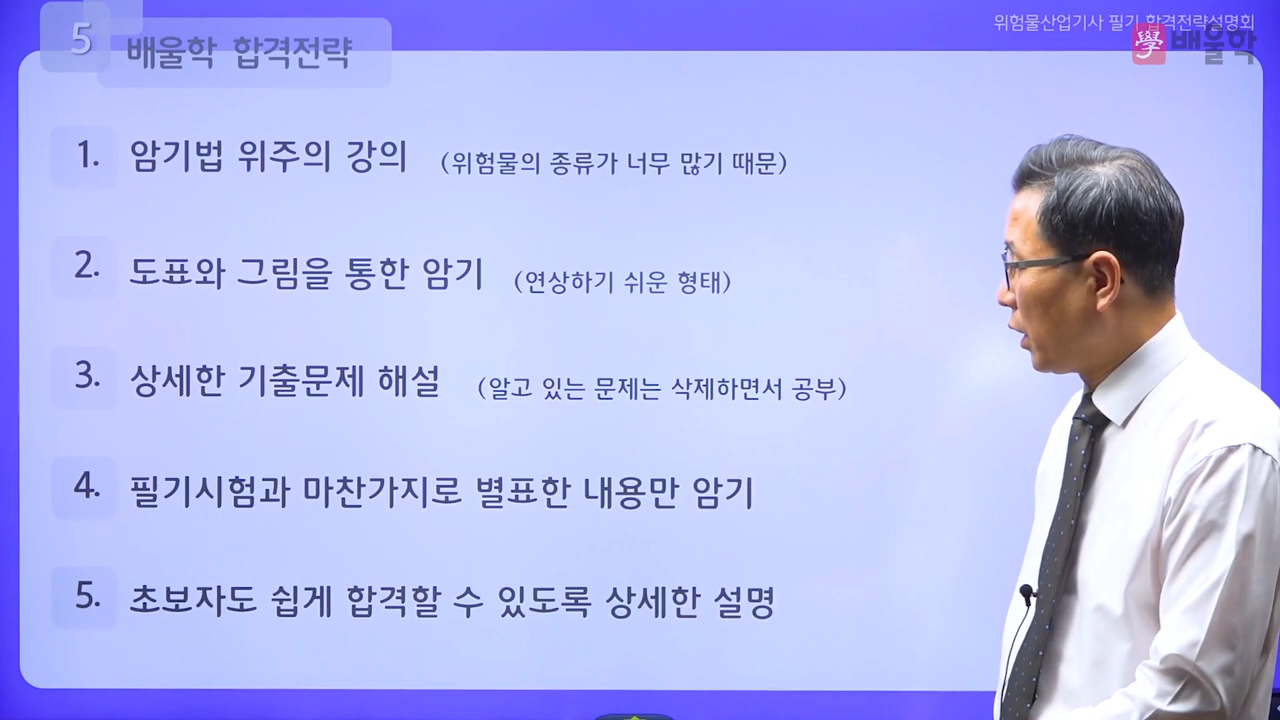 위험물산업기사 필기 합격전략설명회
學 배울학
5 배울학 합격전략
1. 암기법 위주의 강의 (위험물의 종류가 너무 많기 때문)
2. 도표와 그림을 통한 암기 (연상하기 쉬운 형태)
3. 상세한 기출문제 해설 (알고 있는 문제는 삭제하면서 공부)
4. 필기시험과 마찬가지로 별표한 내용만 암기
5. 초보자도 쉽게 합격할 수 있도록 상세한 설명